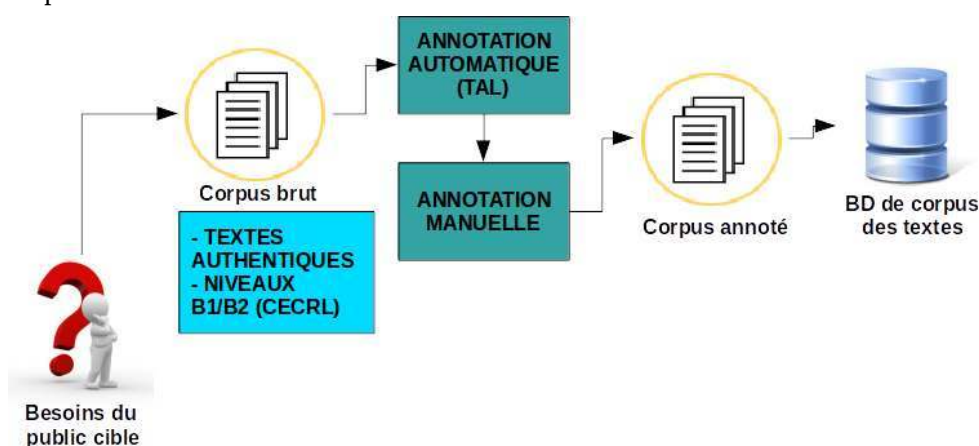 ANNOTATION
AUTOMATIQUE
(TAL)
Corpus brut
ANNOTATION
MANUELLE
Corpus annoté
BD de corpus
des textes
- TEXTES
AUTHENTIQUES
- NIVEAUX
B1/B2 (CECRL)
Besoins du
public cible